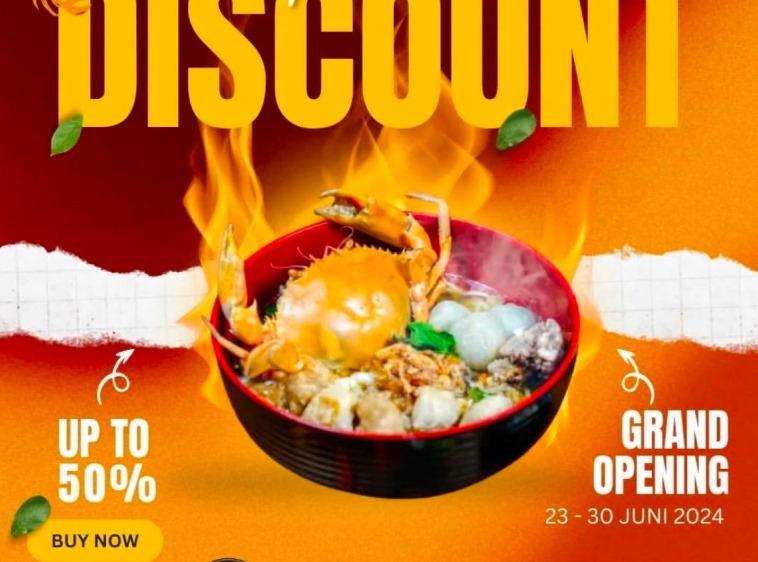 DISCOUNT
UP TO
50%
BUY NOW
GRAND
OPENING
23 - 30 JUNI 2024